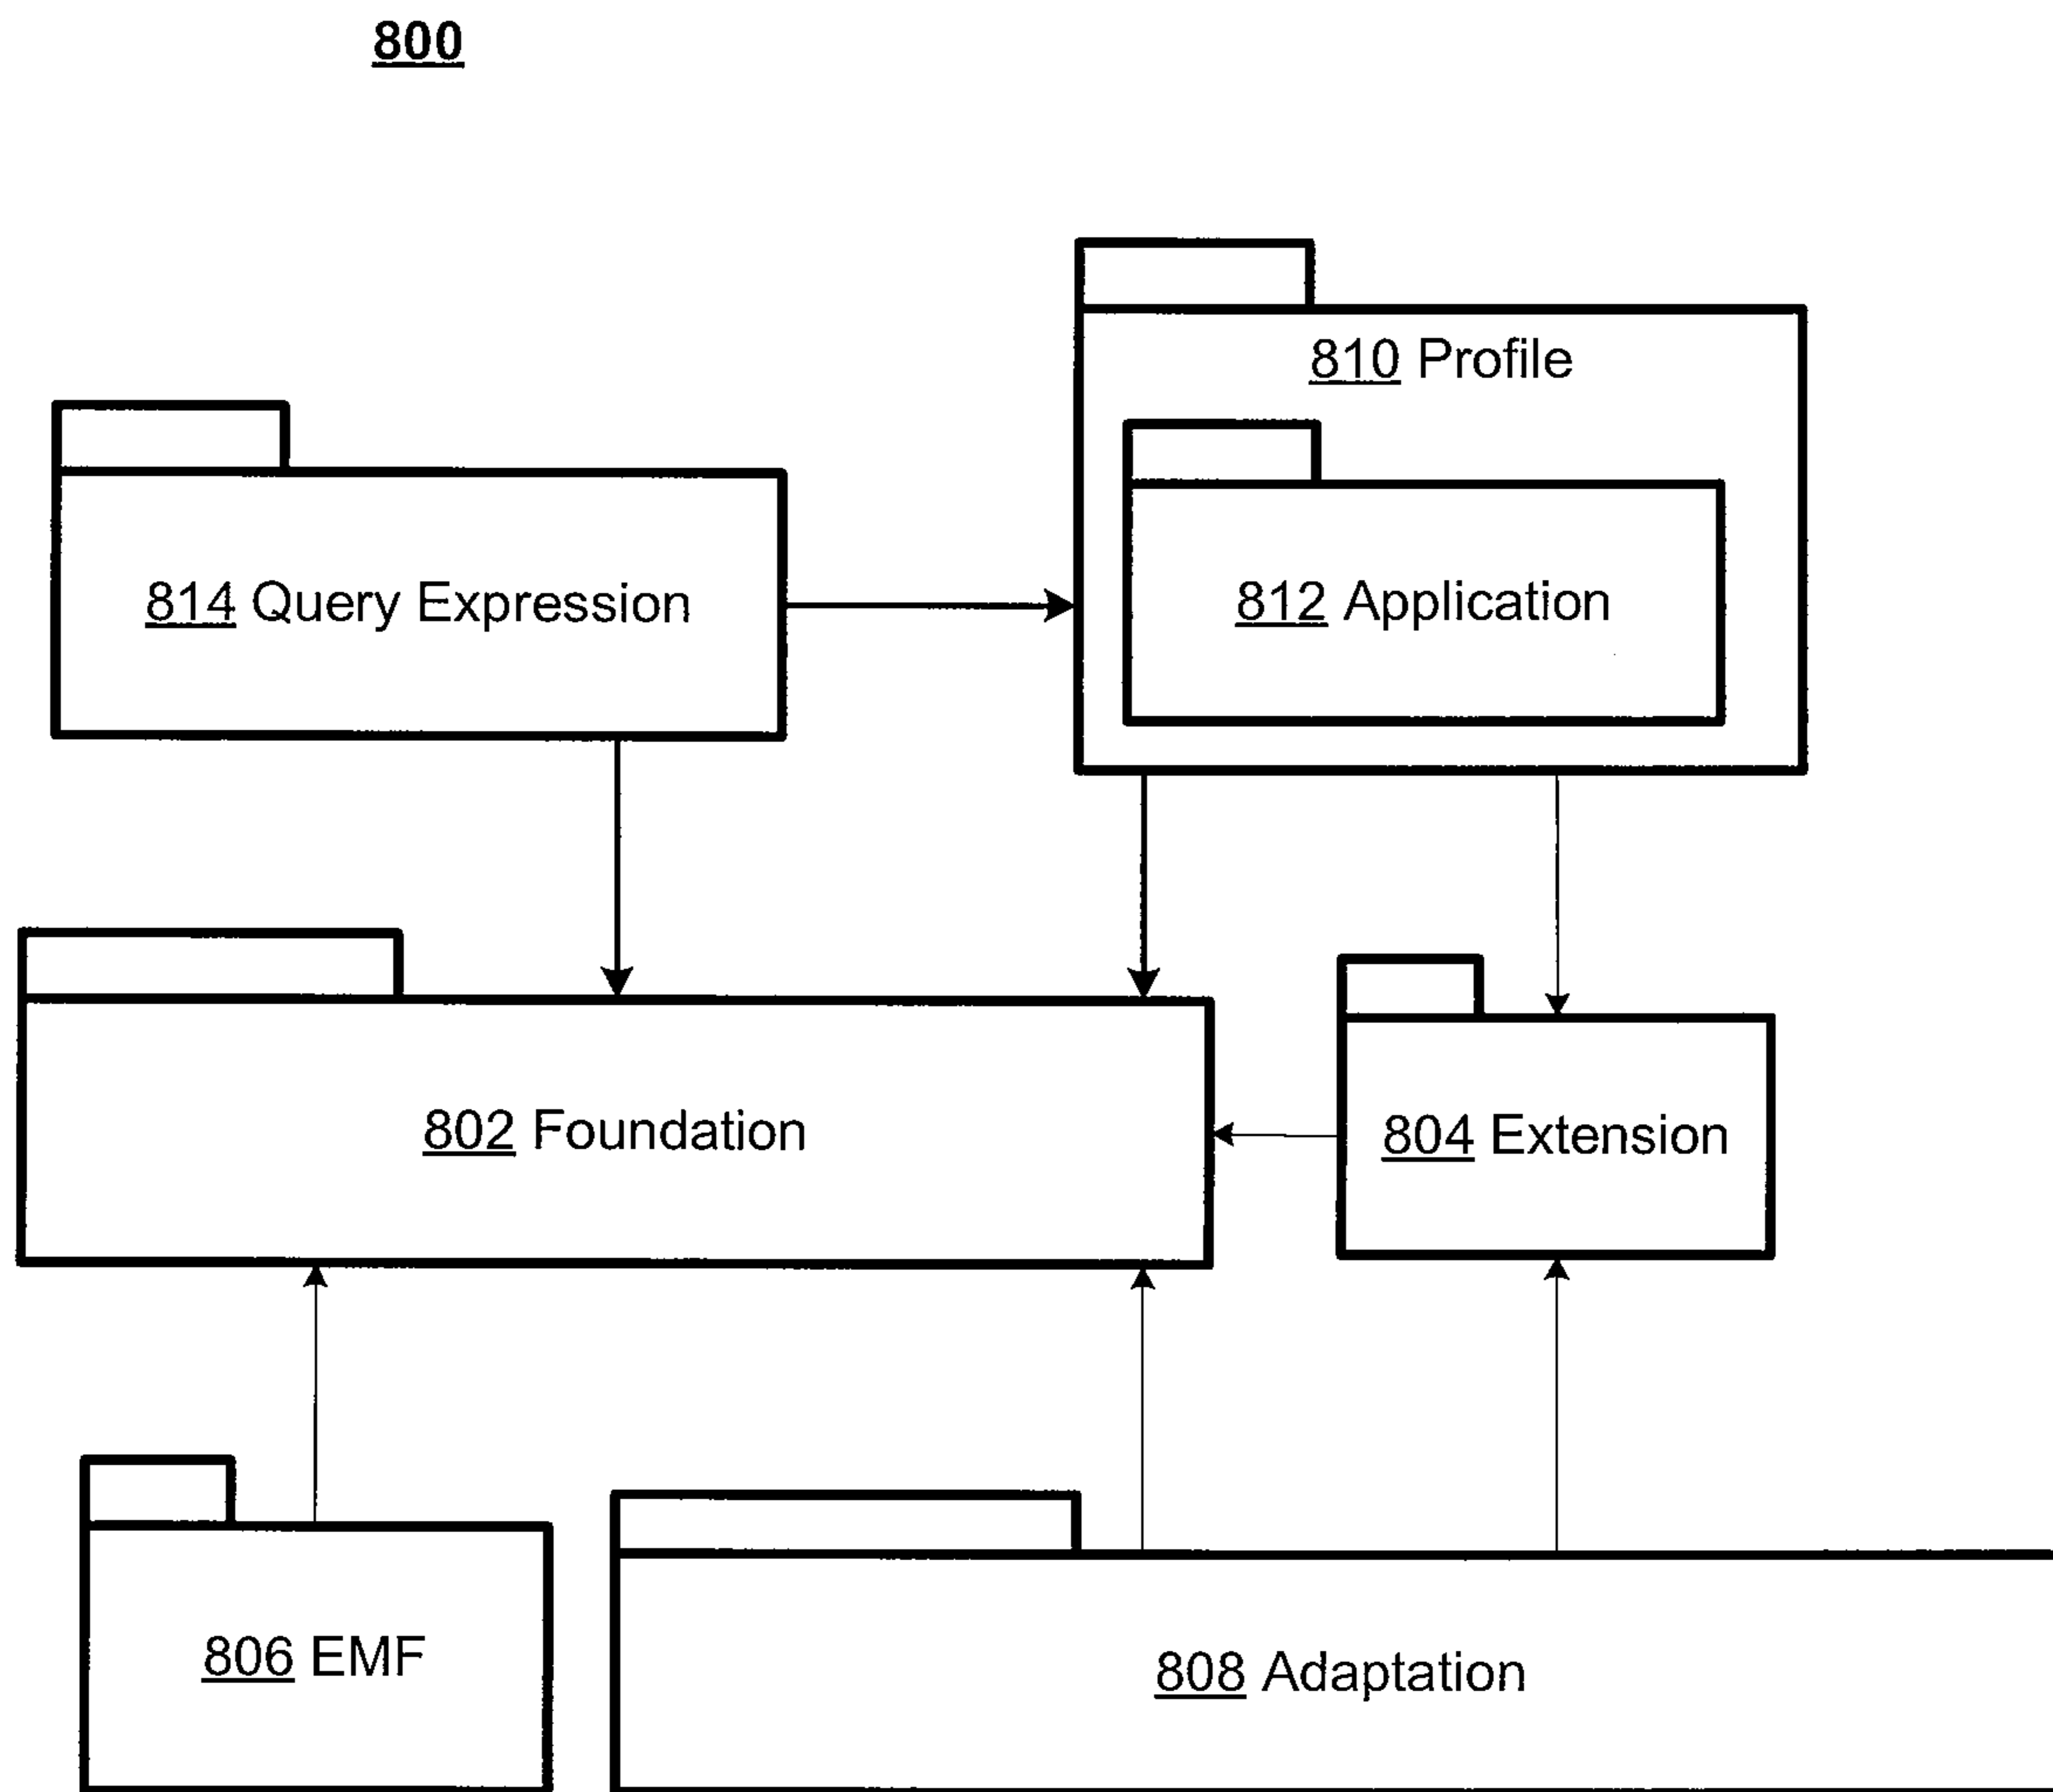 800
810 Profile
814 Query Expression
812 Application
802 Foundation
804 Extension
806 EMF
808 Adaptation